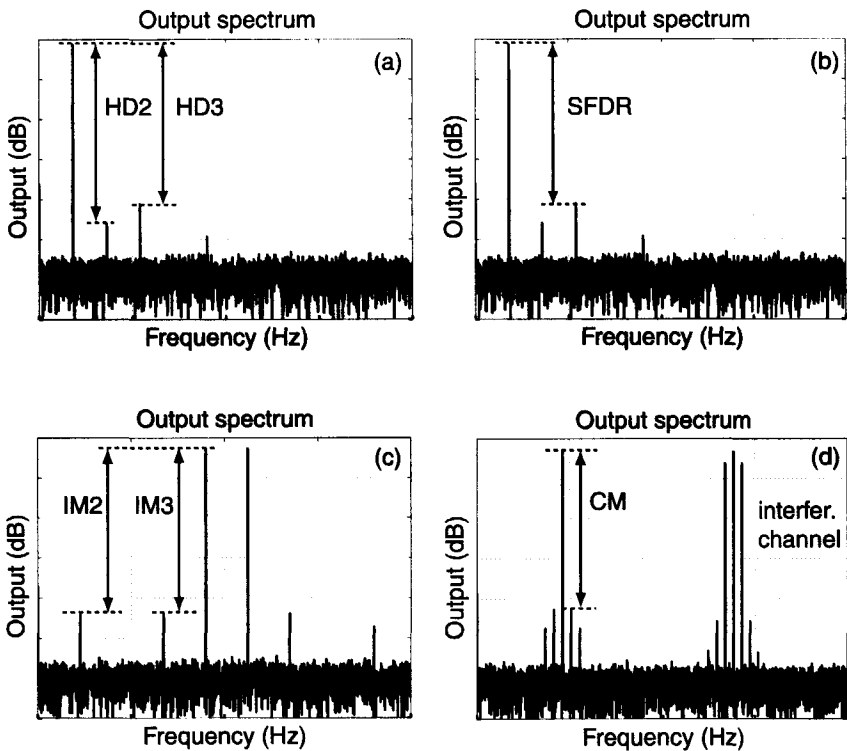 Output spectrum
(a)
HD2
HD3
Output (dB)
Frequency (Hz)
Output spectrum
(b)
SFDR
Output (dB)
Frequency (Hz)
Output spectrum
(c)
IM2
IM3
Output (dB)
Frequency (Hz)
Output spectrum
(d)
CM
interfer.
channel
Output (dB)
Frequency (Hz)